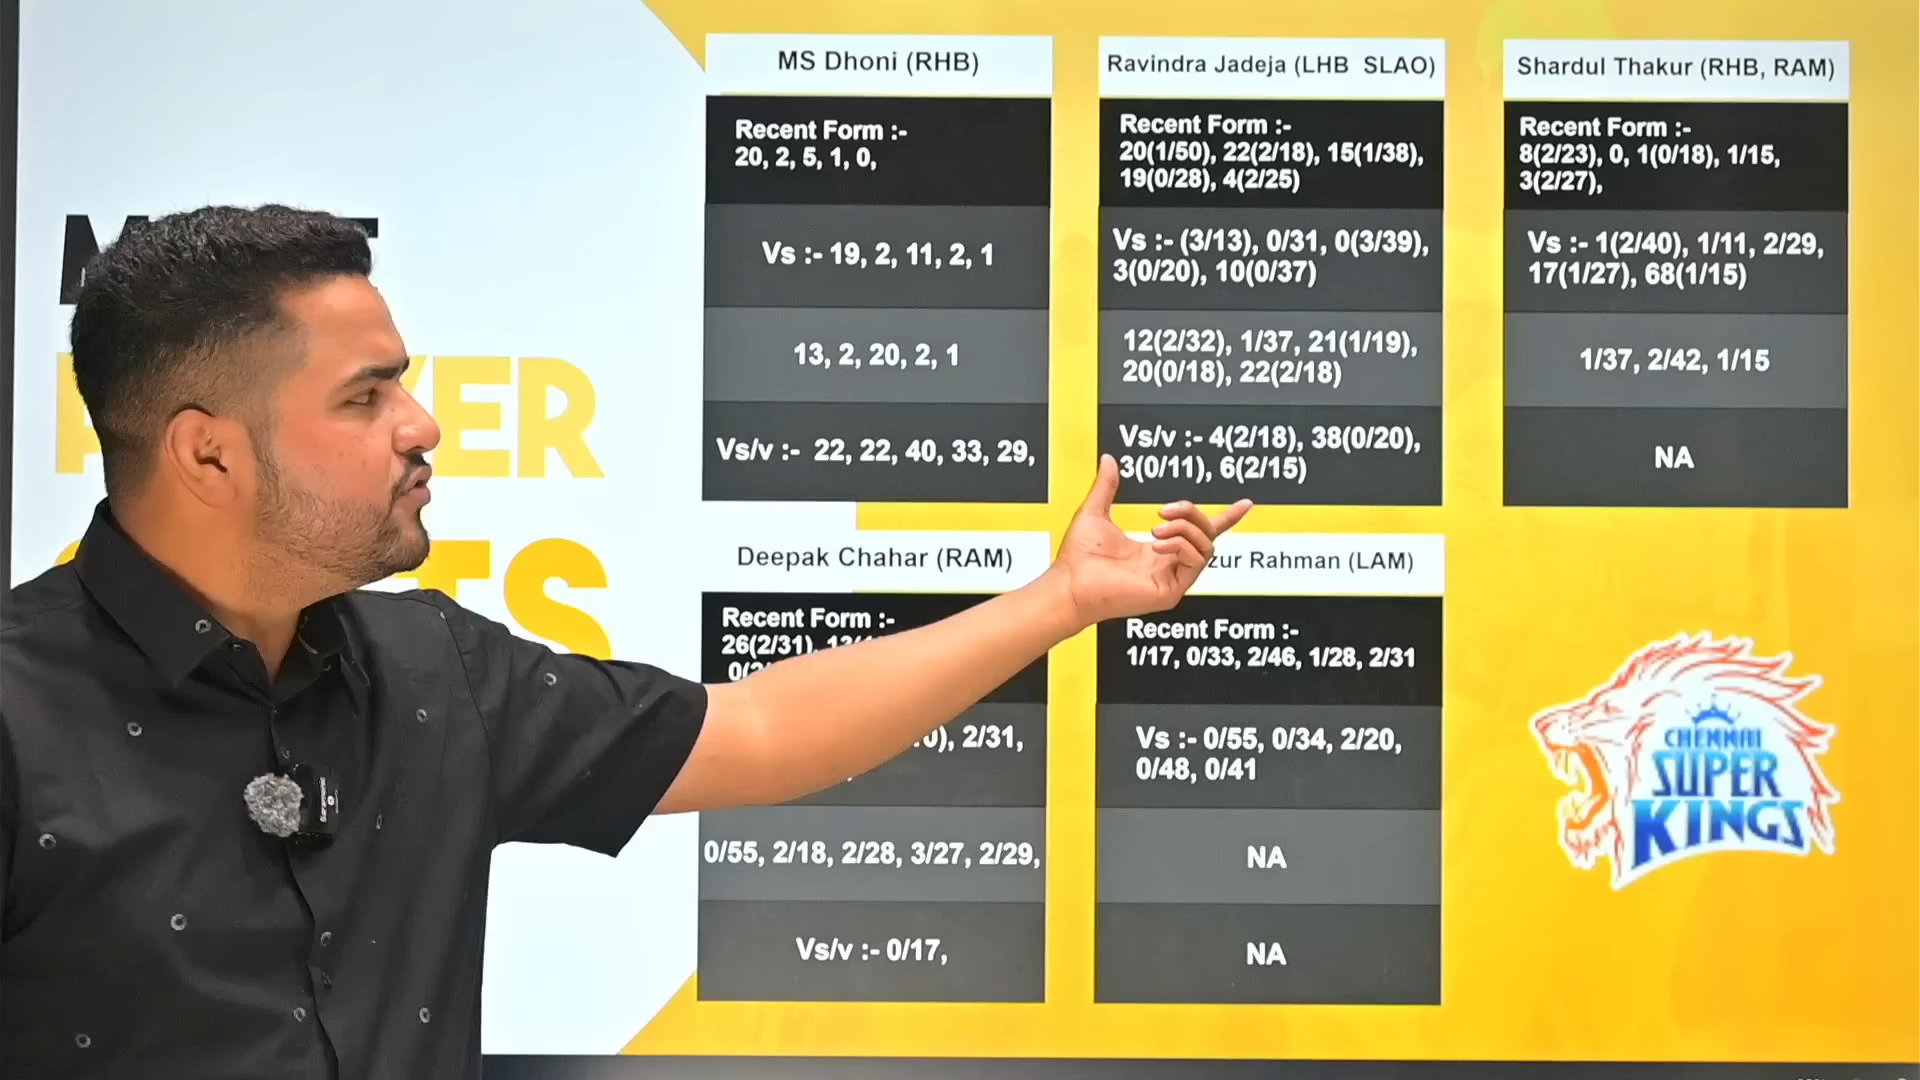 MS Dhoni (RHB)
Recent Form :-
20, 2, 5, 1, 0,
Vs :- 19, 2, 11, 2, 1
13, 2, 20, 2, 1
Vs/v :- 22, 22, 40, 33, 29,
Ravindra Jadeja (LHB SLAO)
Recent Form :-
20(1/50), 22(2/18), 15(1/38),
19(0/28), 4(2/25)
Vs :- (3/13), 0/31, 0(3/39),
3(0/20), 10(0/37)
12(2/32), 1/37, 21(1/19),
20(0/18), 22(2/18)
Vs/v :- 4(2/18), 38(0/20),
3(0/11), 6(2/15)
Shardul Thakur (RHB, RAM)
Recent Form :-
8(2/23), 0, 1(0/18), 1/15,
3(2/27),
Vs :- 1(2/40), 1/11, 2/29,
17(1/27), 68(1/15)
1/37, 2/42, 1/15
NA
Deepak Chahar (RAM)
Recent Form :-
26(2/31),
2/31,
0/55, 2/18, 2/28, 3/27, 2/29,
Vs/v :- 0/17,
Rahman (LAM)
Recent Form :-
1/17, 0/33, 2/46, 1/28, 2/31
Vs :- 0/55, 0/34, 2/20,
0/48, 0/41
NA
NA
CHENNAI
SUPER
KINGS